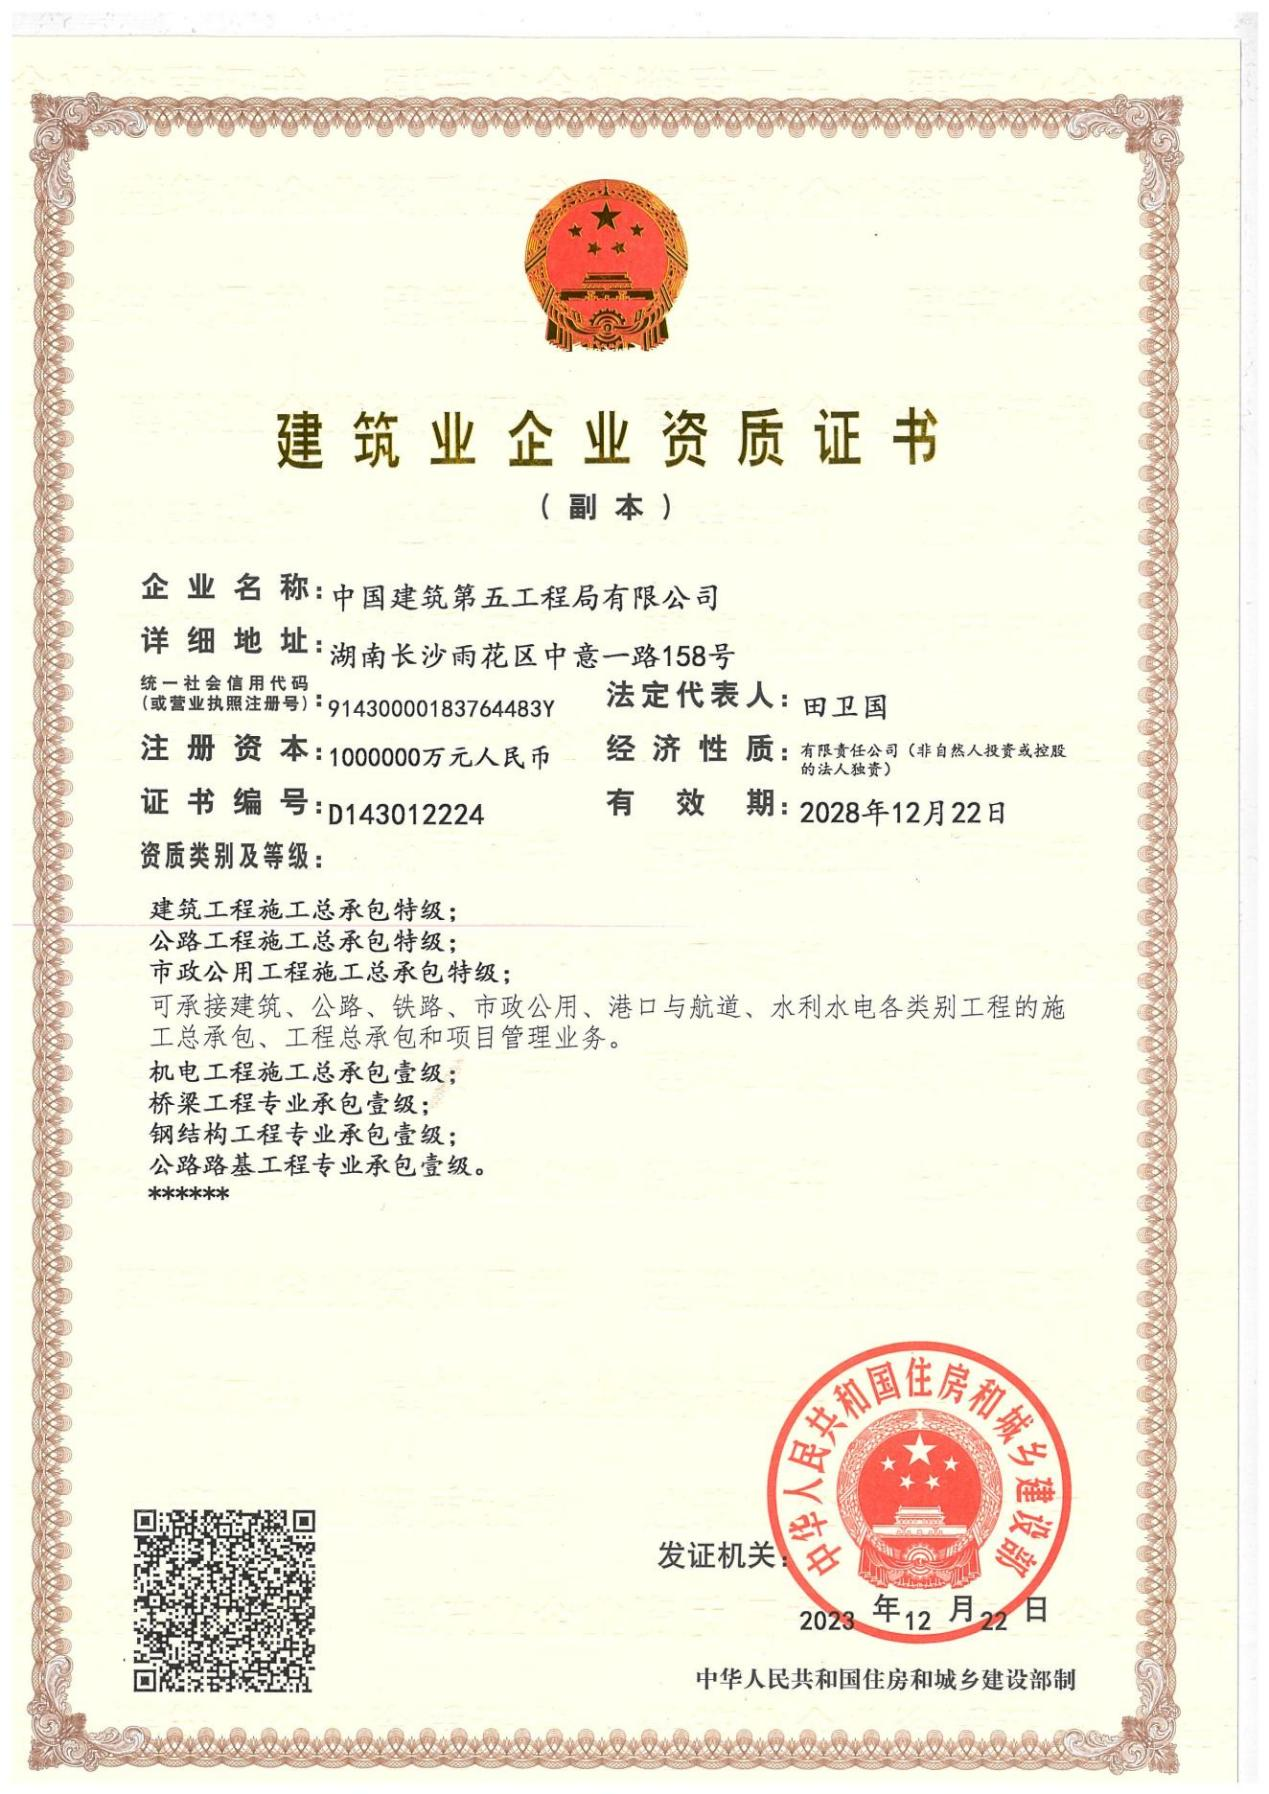 建筑业企业资质证书
（副本）
企业名称：中国建筑第五工程局有限公司
详细地址：湖南长沙雨花区中意一路158号
统一社会信用代码
（或营业执照注册号）：91430000183764483Y
法定代表人：田卫国
注册资本：1000000万元人民币
经济性质：有限责任公司（非自然人投资或控股
的法人独资）
证书编号：D143012224
有效期：2028年12月22日
资质类别及等级：
建筑工程施工总承包特级；
公路工程施工总承包特级；
市政公用工程施工总承包特级；
可承接建筑、公路、铁路、市政公用、港口与航道、水利水电各类别工程的施
工总承包、工程总承包和项目管理业务。
机电工程施工总承包壹级；
桥梁工程专业承包壹级；
钢结构工程专业承包壹级；
公路路基工程专业承包壹级。
******
中华人民共和国住房和城乡建设部
发证机关：
2023年12月22日
中华人民共和国住房和城乡建设部制